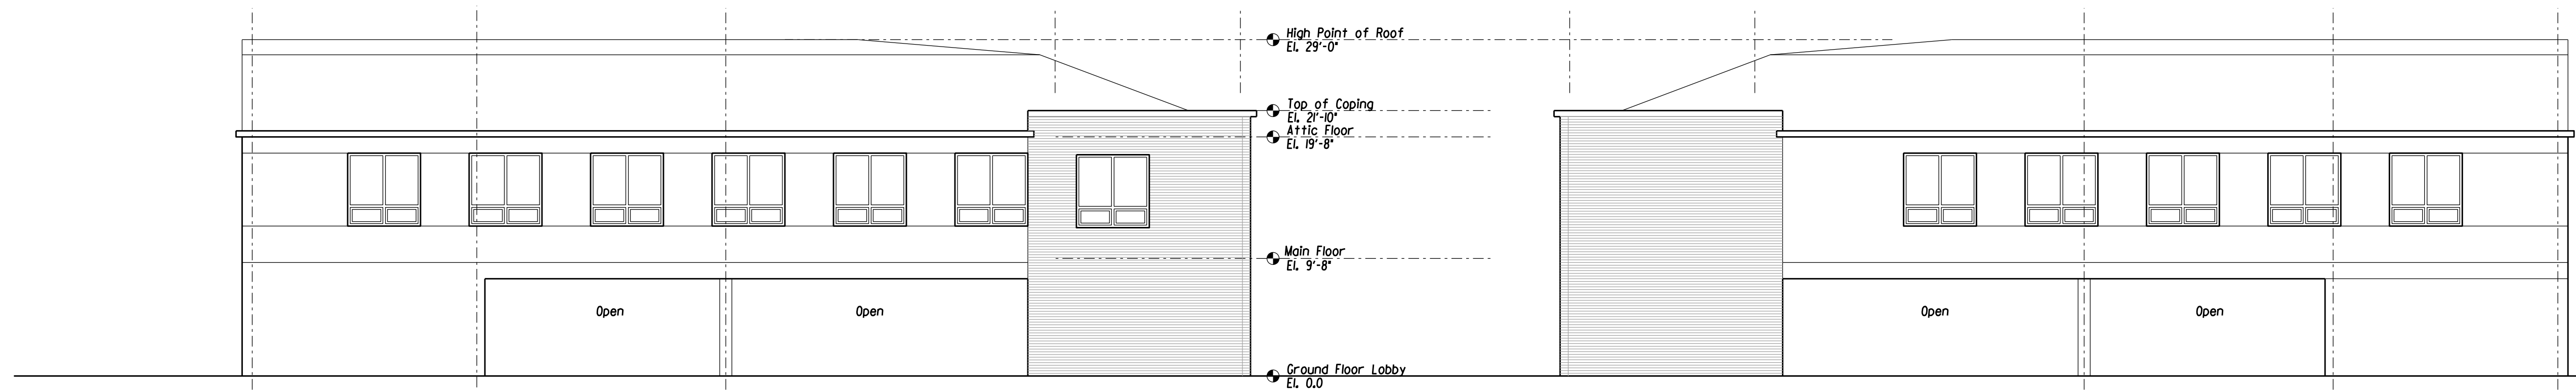 High Point of Roof
El. 29'-0"
Top of Coping
El. 21'-10"
Attic Floor
El. 19'-8"
Main Floor
El. 9'-8"
Open
Open
Open
Open
Ground Floor Lobby
El. 0.0